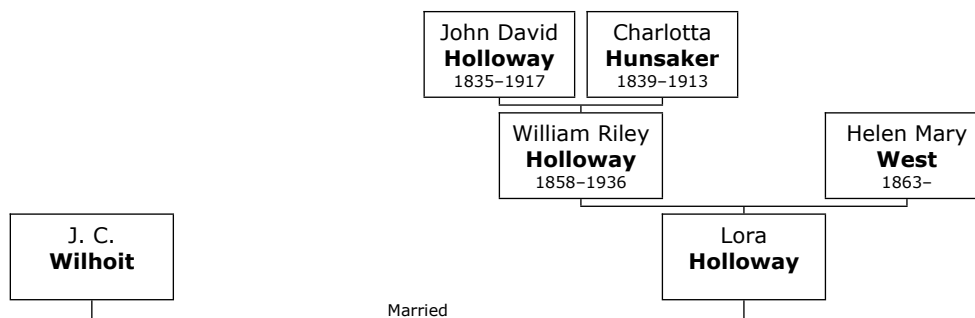 John David
Holloway
1835–1917
Charlotta
Hunsaker
1839–1913
William Riley
Holloway
1858–1936
Helen Mary
West
1863–
J. C.
Wilhoit
Lora
Holloway
Married